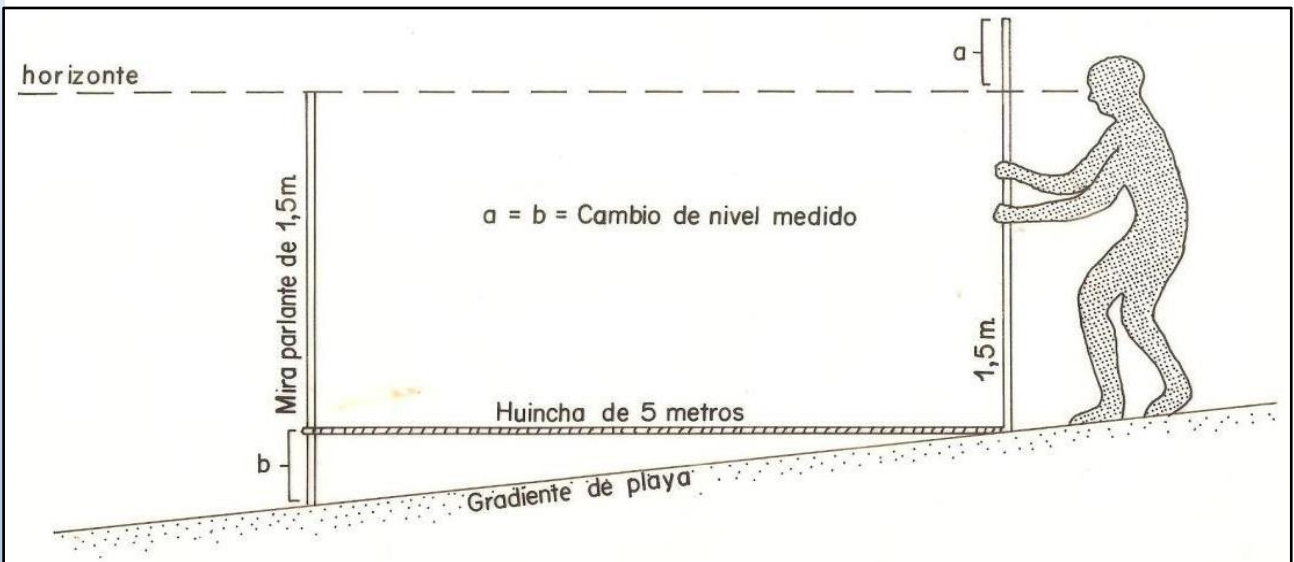 horizonte
a
Mira parlante de 1,5m.
a = b = Cambio de nivel medido
1,5m.
Huincha de 5 metros
b
Gradiente de playa